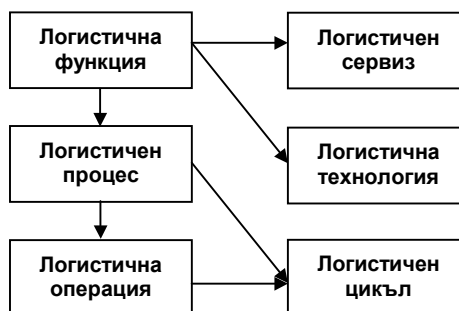 Логистична
функция
Логистичен
сервиз
Логистичен
процес
Логистична
технология
Логистична
операция
Логистичен
цикъл